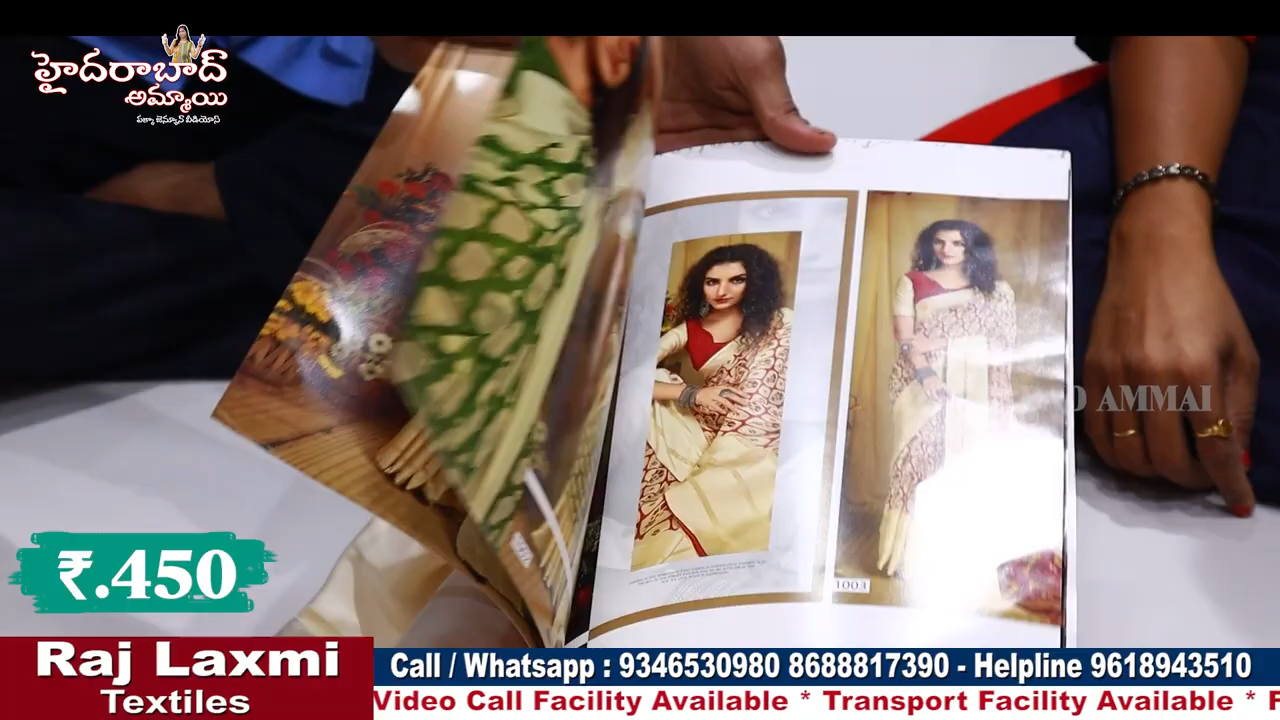 హైదరాబాద్
అమ్మాయి
పక్కా జెన్యూన్ వీడియోస్
D AMMAI
1003
₹.450
Raj Laxmi
Textiles
Call / Whatsapp : 9346530980 8688817390 - Helpline 9618943510
Video Call Facility Available * Transport Facility Available * F